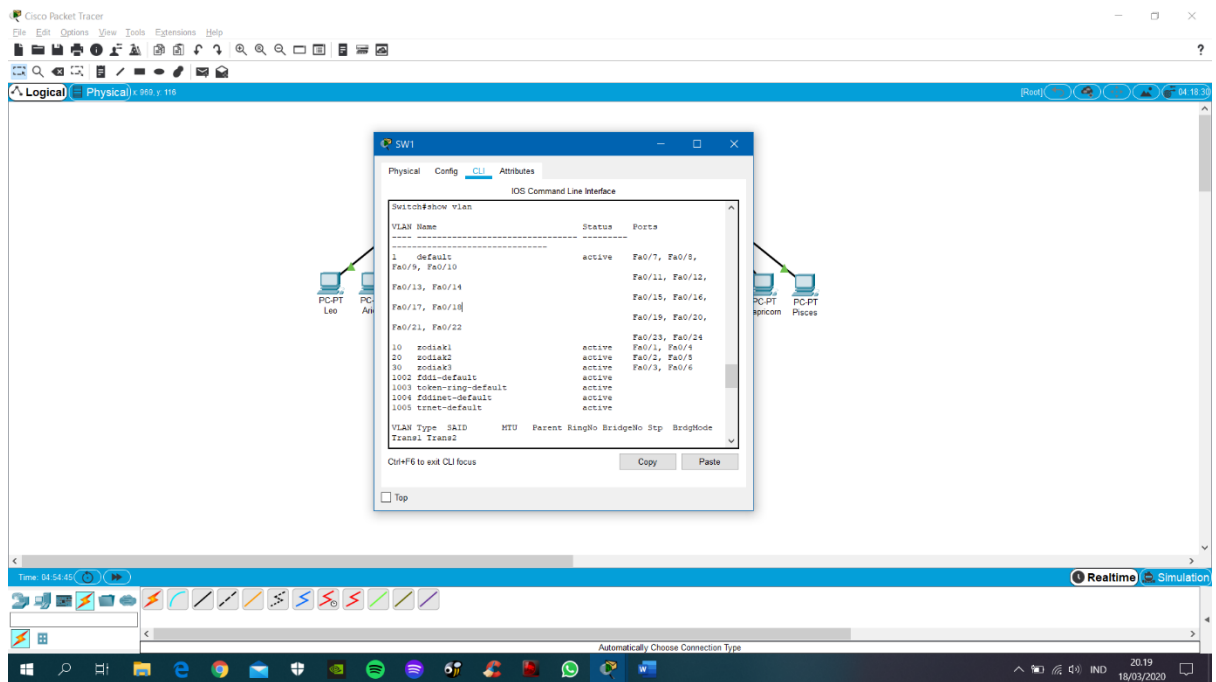 Cisco Packet Tracer
File Edit Options View Tools Extensions Help
?
Logical Physical x: 969, y: 116 [Root] 04:18:30
SW1
Physical Config CLI Attributes
IOS Command Line Interface
Switch#show vlan
VLAN Name Status Ports
---- -------------------------------- --------- -------------------------------
1 default active Fa0/7, Fa0/8,
Fa0/9, Fa0/10
Fa0/11, Fa0/12,
Fa0/13, Fa0/14
Fa0/15, Fa0/16,
Fa0/17, Fa0/18
Fa0/19, Fa0/20,
Fa0/21, Fa0/22
Fa0/23, Fa0/24
10 zodiak1 active Fa0/1, Fa0/4
20 zodiak2 active Fa0/2, Fa0/5
30 zodiak3 active Fa0/3, Fa0/6
1002 fddi-default active
1003 token-ring-default active
1004 fddinet-default active
1005 trnet-default active
VLAN Type SAID MTU Parent RingNo BridgeNo Stp BrdgMode
Trans1 Trans2
Ctrl+F6 to exit CLI focus
Copy Paste
Top
PC-PT
Leo
PC-
Ari
PC-PT
apricorn
PC-PT
Pisces
Time: 04:54:45 Realtime Simulation
Automatically Choose Connection Type
IND
20.19
18/03/2020